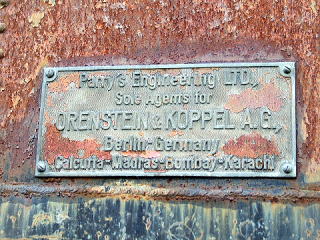 Parry's Engineering LTD.,
Sole Agents for
ORENSTEIN & KOPPEL A.G.,
Berlin-Germany
Calcutta-Madras-Bombay-Karachi